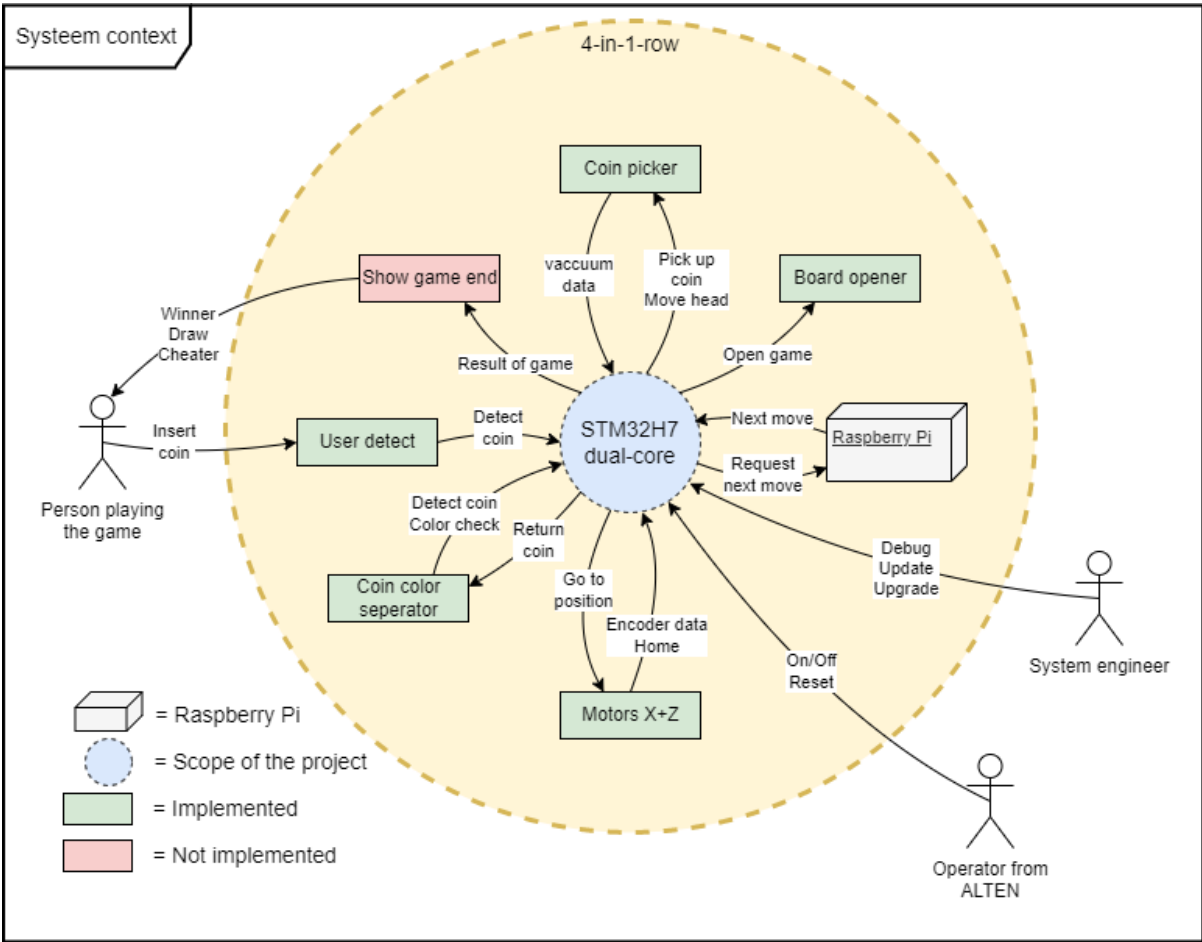 Systeem context
4-in-1-row
Coin picker
vaccuum
data
Pick up
coin
Move head
Show game end
Board opener
Winner
Draw
Cheater
Result of game
Open game
STM32H7
dual-core
Next move
Raspberry Pi
Request
next move
Insert
coin
User detect
Detect
coin
Person playing
the game
Detect coin
Color check
Return
coin
Coin color
seperator
Go to
position
Encoder data
Home
Motors X+Z
Debug
Update
Upgrade
System engineer
On/Off
Reset
Operator from
ALTEN
= Raspberry Pi
= Scope of the project
= Implemented
= Not implemented